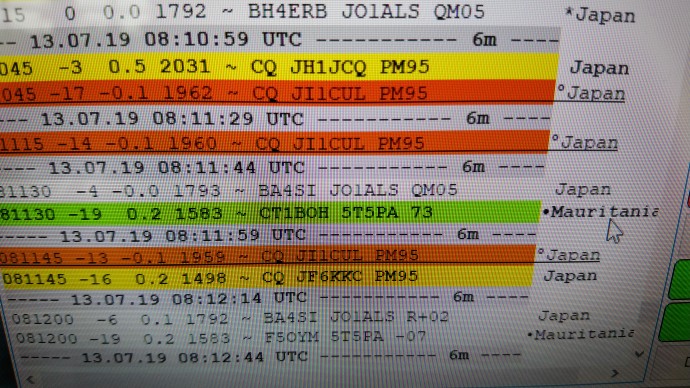 15 0 0.0 1792 ~ BH4ERB JO1ALS QM05 *Japan
--- 13.07.19 08:10:59 UTC ----------- 6m ----
045 -3 0.5 2031 ~ CQ JH1JCQ PM95 Japan
045 -17 -0.1 1962 ~ CQ JI1CUL PM95 °Japan
--- 13.07.19 08:11:29 UTC ----------- 6m ----
1115 -14 -0.1 1960 ~ CQ JI1CUL PM95 °Japan
---- 13.07.19 08:11:44 UTC ----------- 6m ----
81130 -4 -0.0 1793 ~ BA4SI JO1ALS QM05 Japan
81130 -19 0.2 1583 ~ CT1BOH 5T5PA 73 •Mauritania
---- 13.07.19 08:11:59 UTC ----------- 6m ----
081145 -13 -0.1 1959 ~ CQ JI1CUL PM95 °Japan
081145 -16 0.2 1498 ~ CQ JF6KKC PM95 Japan
----- 13.07.19 08:12:14 UTC ----------- 6m ----
081200 -6 0.1 1792 ~ BA4SI JO1ALS R+02 Japan
081200 -19 0.2 1583 ~ F5OYM 5T5PA -07 •Mauritania
----- 13.07.19 08:12:44 UTC ----------- 6m ----